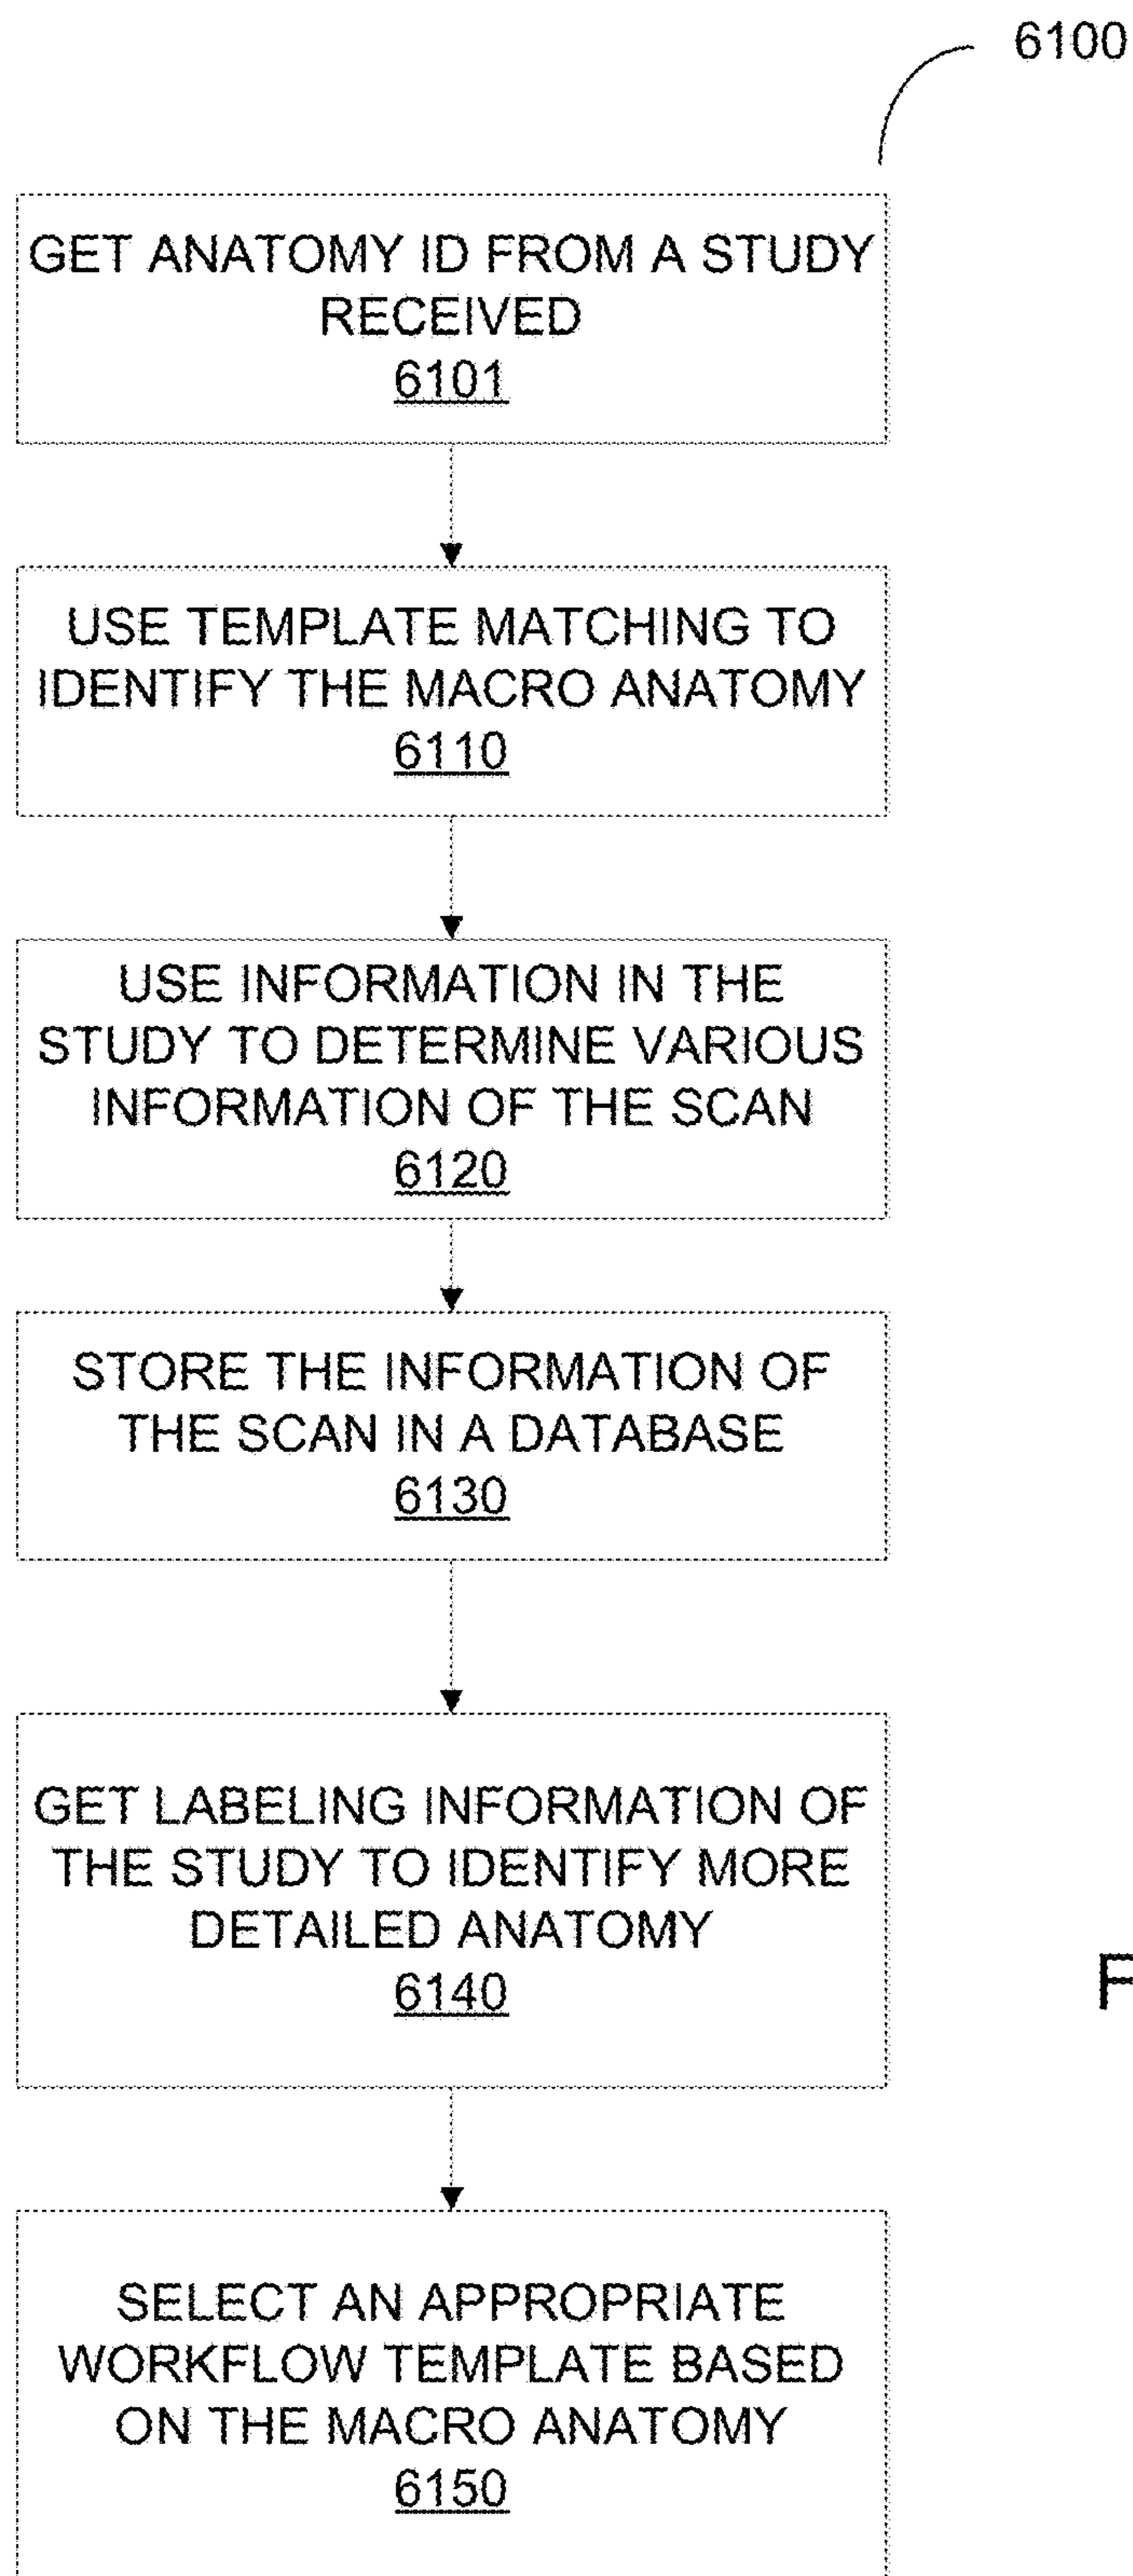 6100
GET ANATOMY ID FROM A STUDY
RECEIVED
6101
USE TEMPLATE MATCHING TO
IDENTIFY THE MACRO ANATOMY
6110
USE INFORMATION IN THE
STUDY TO DETERMINE VARIOUS
INFORMATION OF THE SCAN
6120
STORE THE INFORMATION OF
THE SCAN IN A DATABASE
6130
GET LABELING INFORMATION OF
THE STUDY TO IDENTIFY MORE
DETAILED ANATOMY
6140
SELECT AN APPROPRIATE
WORKFLOW TEMPLATE BASED
ON THE MACRO ANATOMY
6150